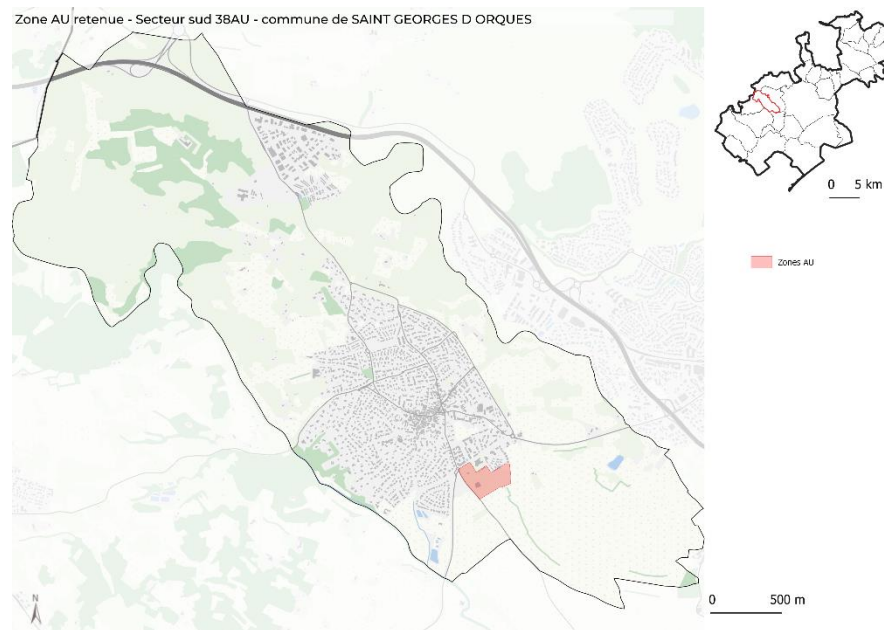 Zone AU retenue - Secteur sud 38AU - commune de SAINT GEORGES D ORQUES
0 5 km
Zones AU
N
0 500 m